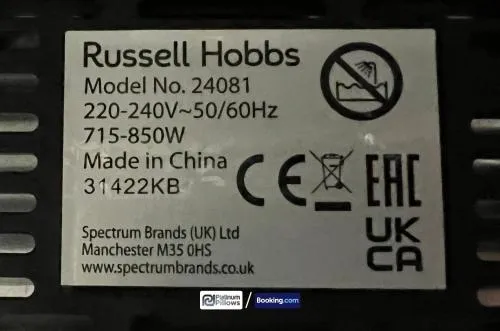 Russell Hobbs
Model No. 24081
220-240V~50/60Hz
715-850W
Made in China
31422KB
CE
EAC
UK
CA
Spectrum Brands (UK) Ltd
Manchester M35 0HS
www.spectrumbrands.co.uk
Platinum
Pillows
Booking.com